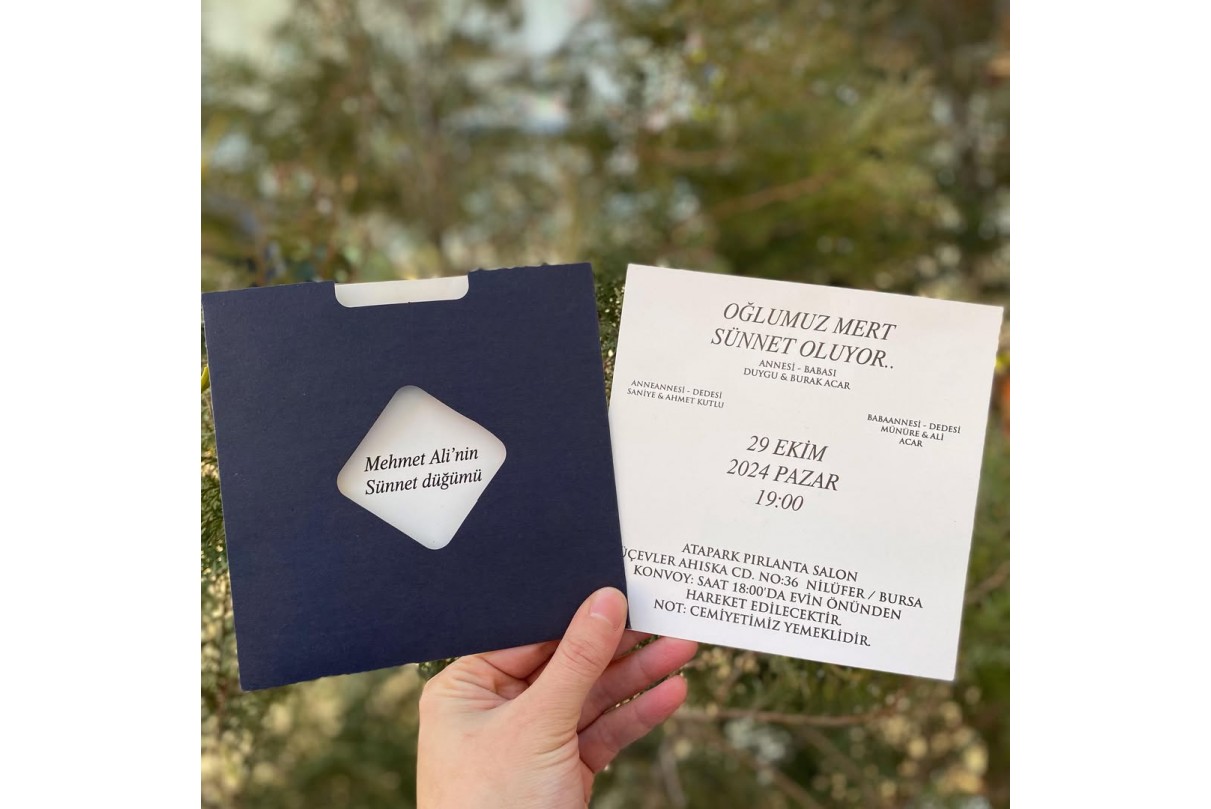 Mehmet Ali'nin
Sünnet düğümü
OĞLUMUZ MERT
SÜNNET OLUYOR..
ANNESİ - BABASI
DUYGU & BURAK ACAR
ANNEANNESİ - DEDESİ
SANİYE & AHMET KUTLU
BABAANNESİ - DEDESİ
MÜNÜRE & ALİ
ACAR
29 EKİM
2024 PAZAR
19:00
ATAPARK PIRLANTA SALON
ÜÇEVLER AHISKA CD. NO:36 NİLÜFER / BURSA
KONVOY: SAAT 18:00'DA EVİN ÖNÜNDEN
HAREKET EDİLECEKTİR.
NOT: CEMİYETİMİZ YEMEKLİDİR.